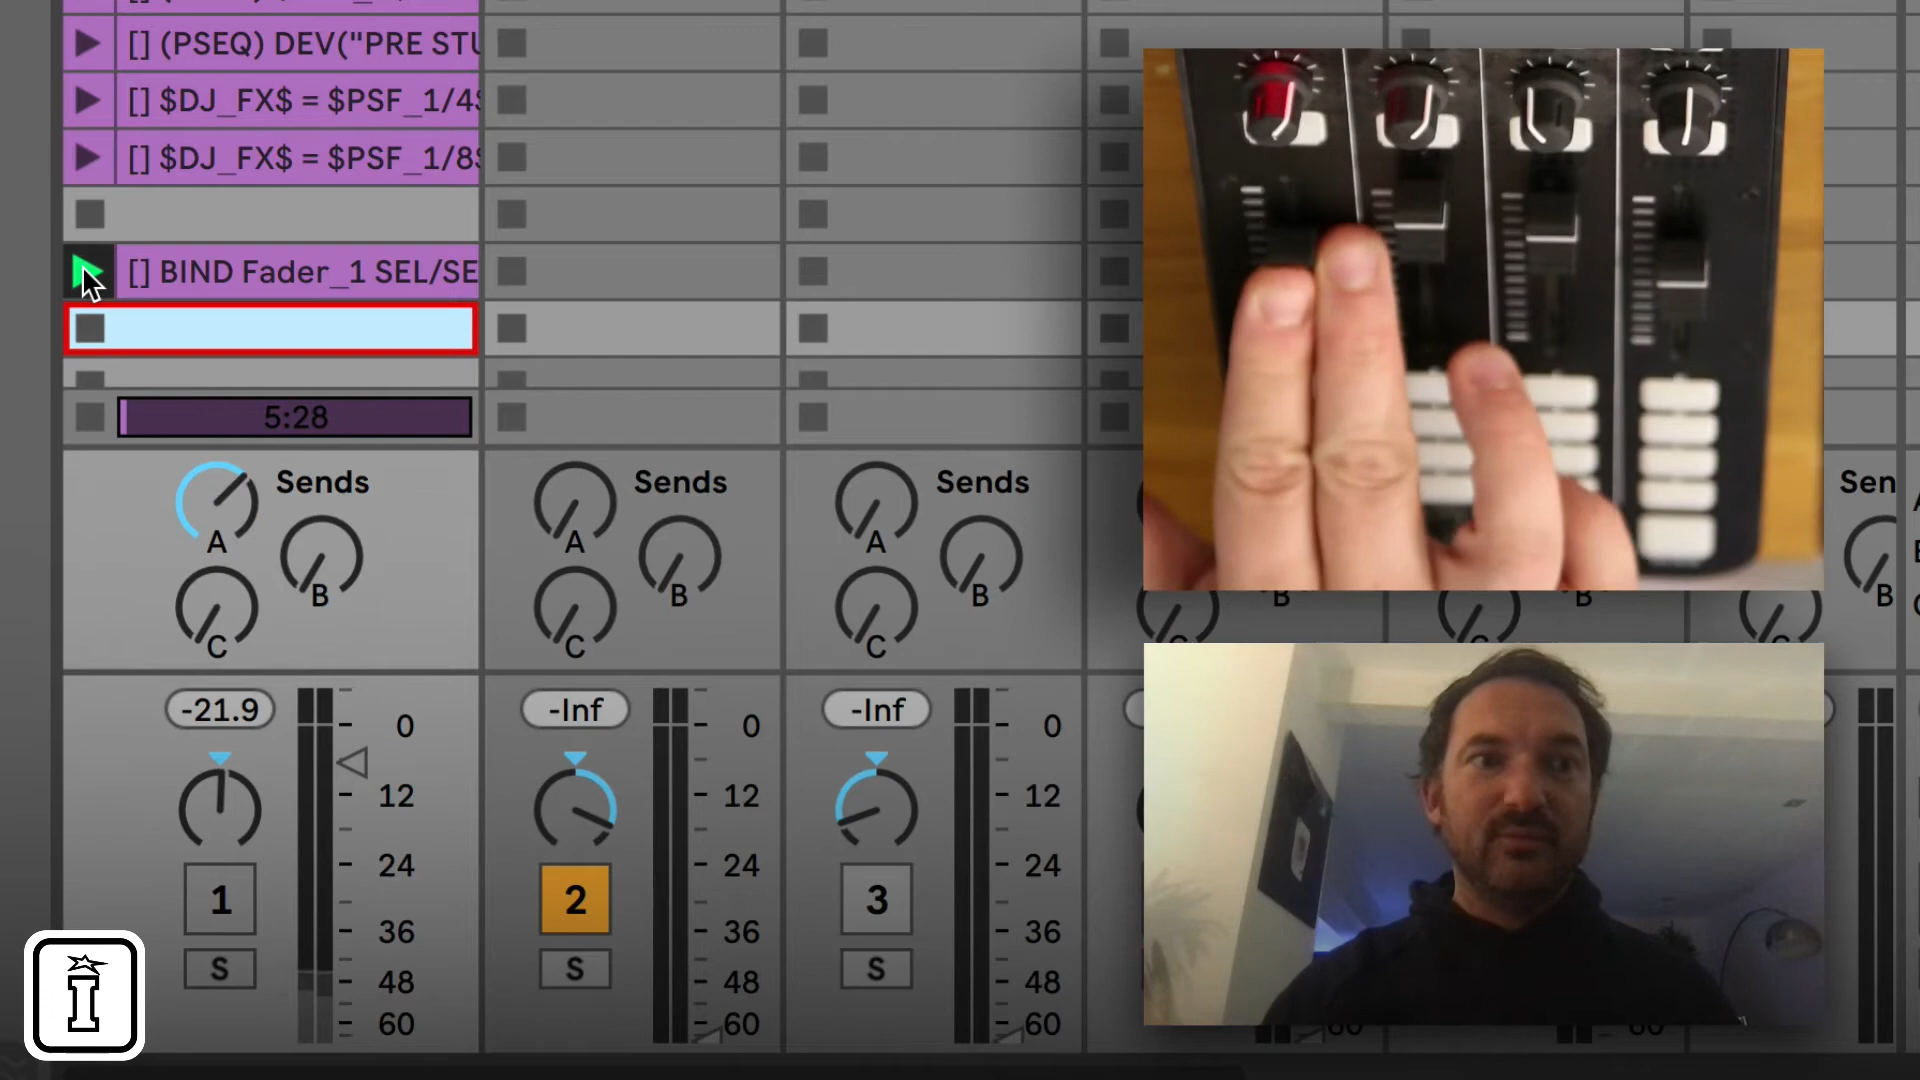 [] (PSEQ) DEV("PRE STU
[] $DJ_FX$ = $PSF_1/4$
[] $DJ_FX$ = $PSF_1/8$
[] BIND Fader_1 SEL/SE
5:28
Sends Sends Sends Sen
A B C
A B C
A B C
B B B
-21.9 -Inf -Inf
0 12 24 36 48 60
0 12 24 36 48 60
0 12 24 36 48 60
1 2 3
S S S